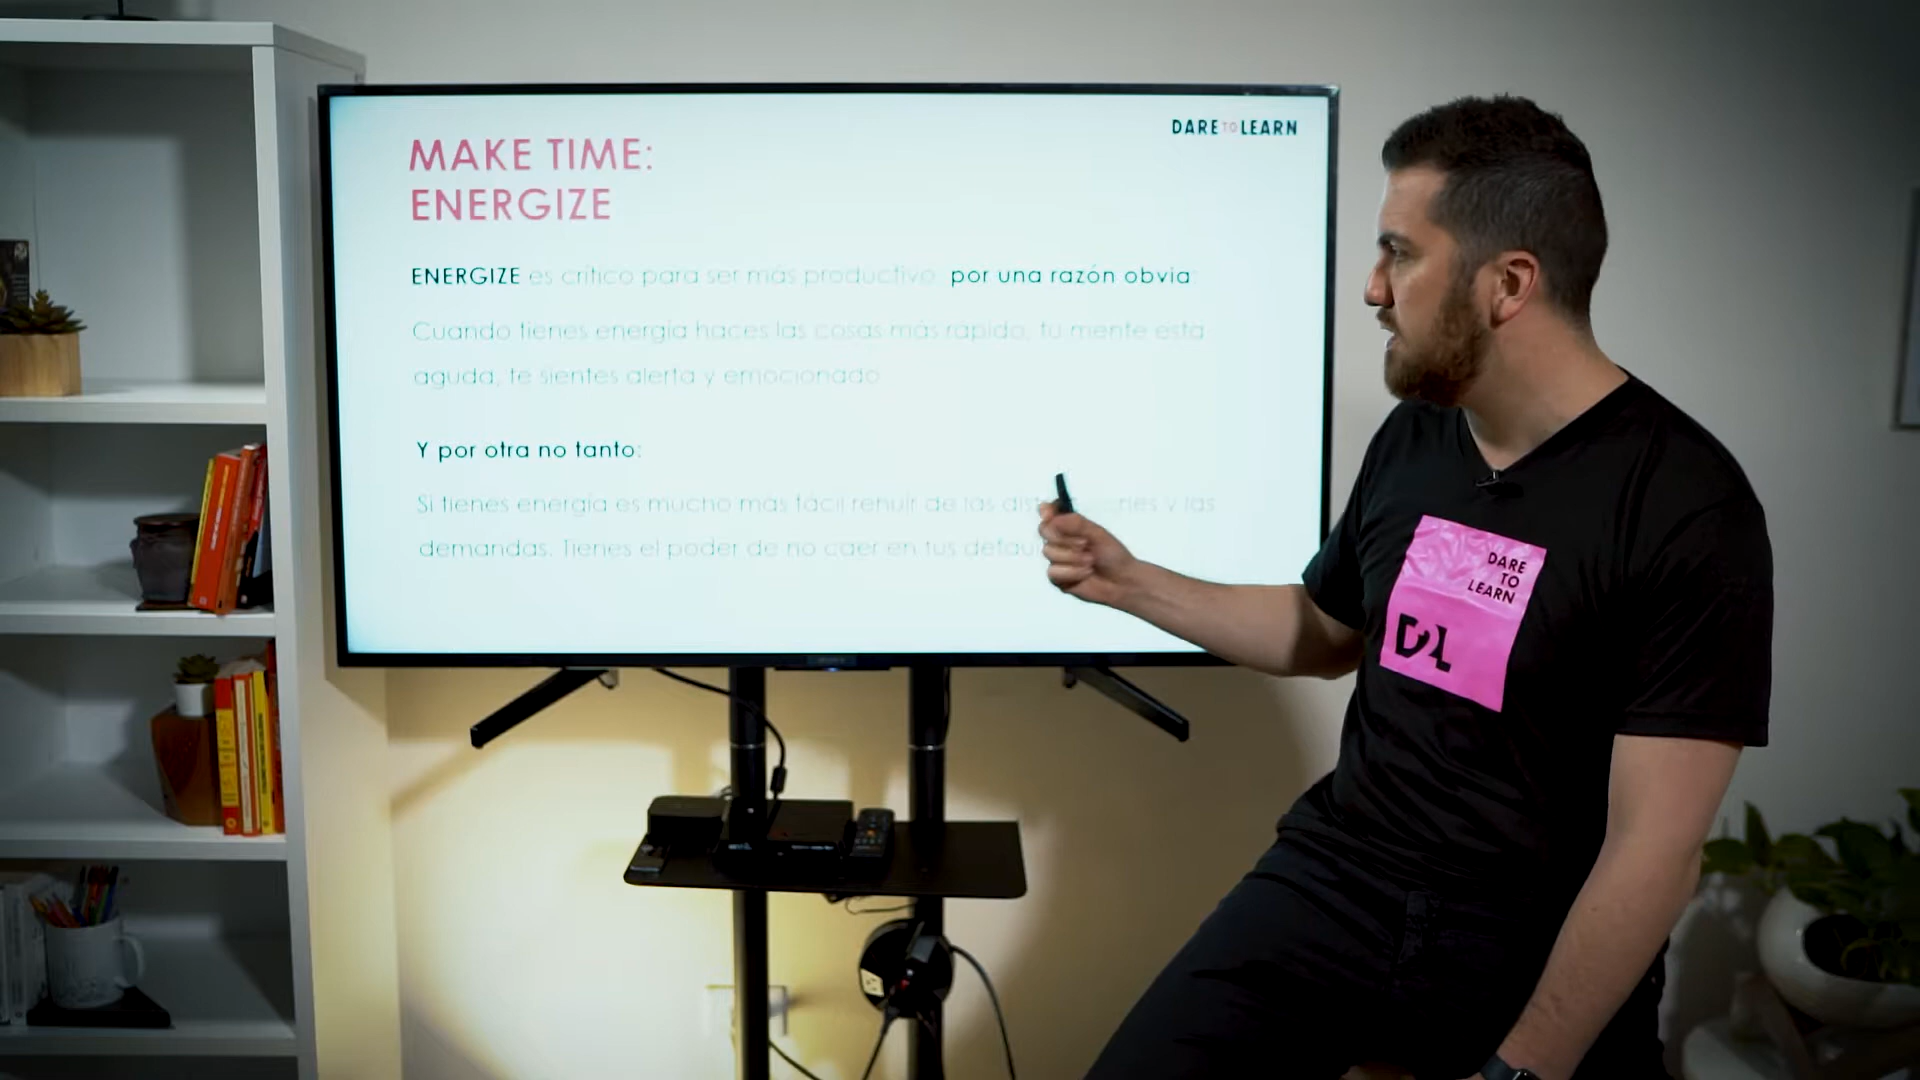 DARE TO LEARN
MAKE TIME:
ENERGIZE
ENERGIZE es crítico para ser más productivo por una razón obvia:
Cuando tienes energía haces las cosas más rápido, tu mente esta
aguda, te sientes alerta y emocionado
Y por otra no tanto:
Si tienes energía es mucho más fácil rehuir de las y las
demandas. Tienes el poder de no caer en tus
DARE
TO
LEARN
D2L